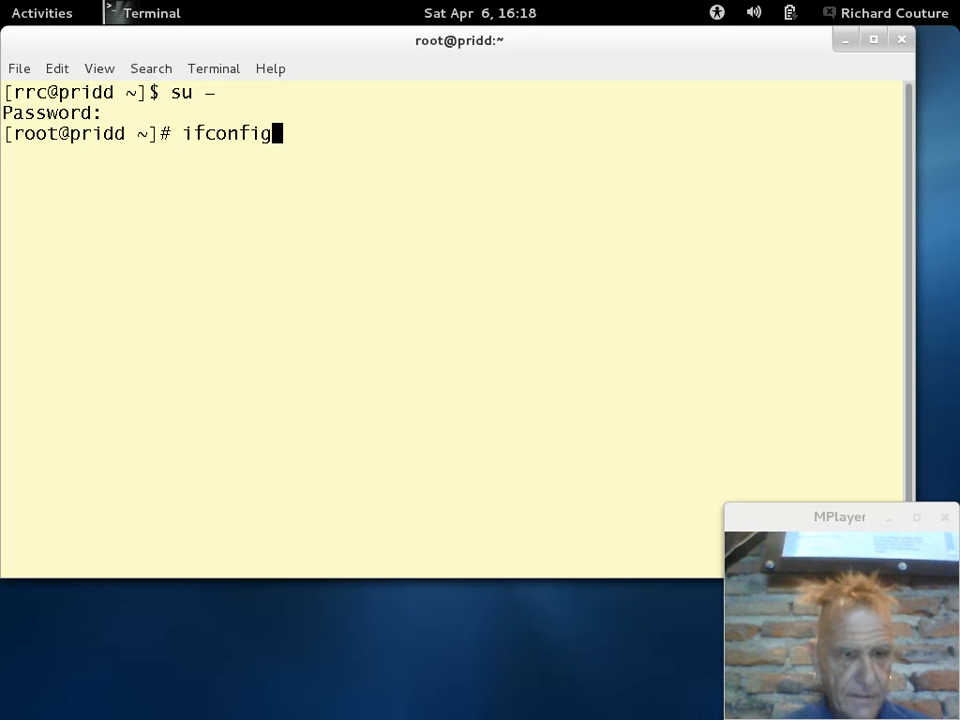 Activities Terminal Sat Apr 6, 16:18 Richard Couture
root@pridd:~
File Edit View Search Terminal Help
[rrc@pridd ~]$ su -
Password:
[root@pridd ~]# ifconfig
MPlayer